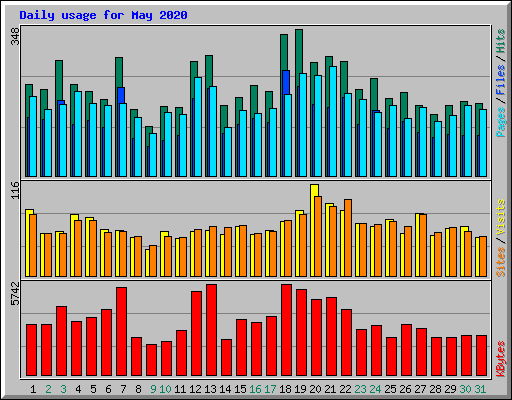 Daily usage for May 2020
348
Pages / Files / Hits
116
Sites / Visits
5742
KBytes
1 2 3 4 5 6 7 8 9 10 11 12 13 14 15 16 17 18 19 20 21 22 23 24 25 26 27 28 29 30 31